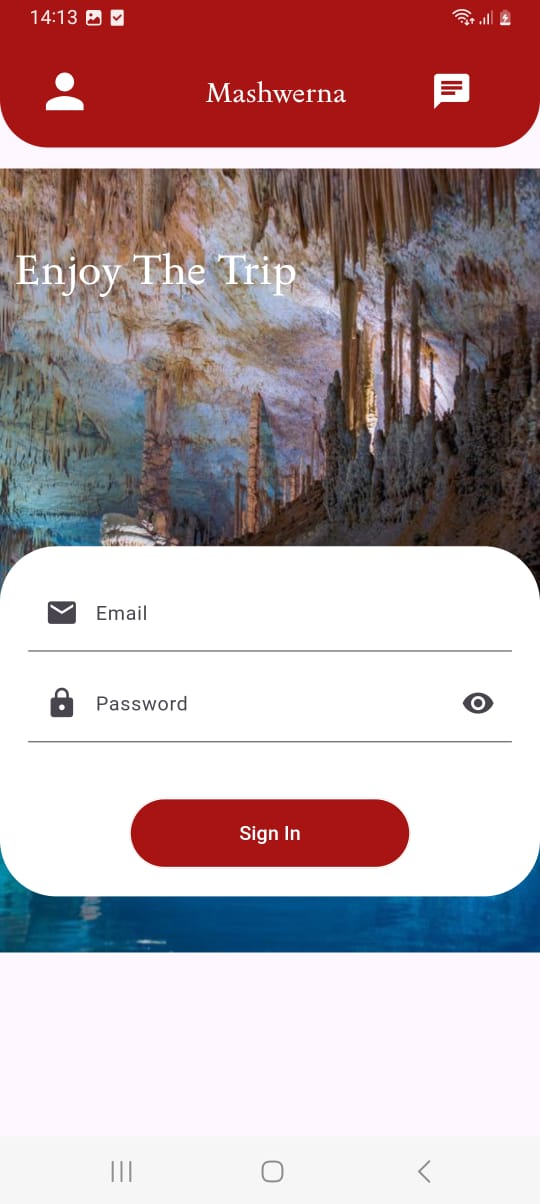 14:13
Mashwerna
Enjoy The Trip
Email
Password
Sign In